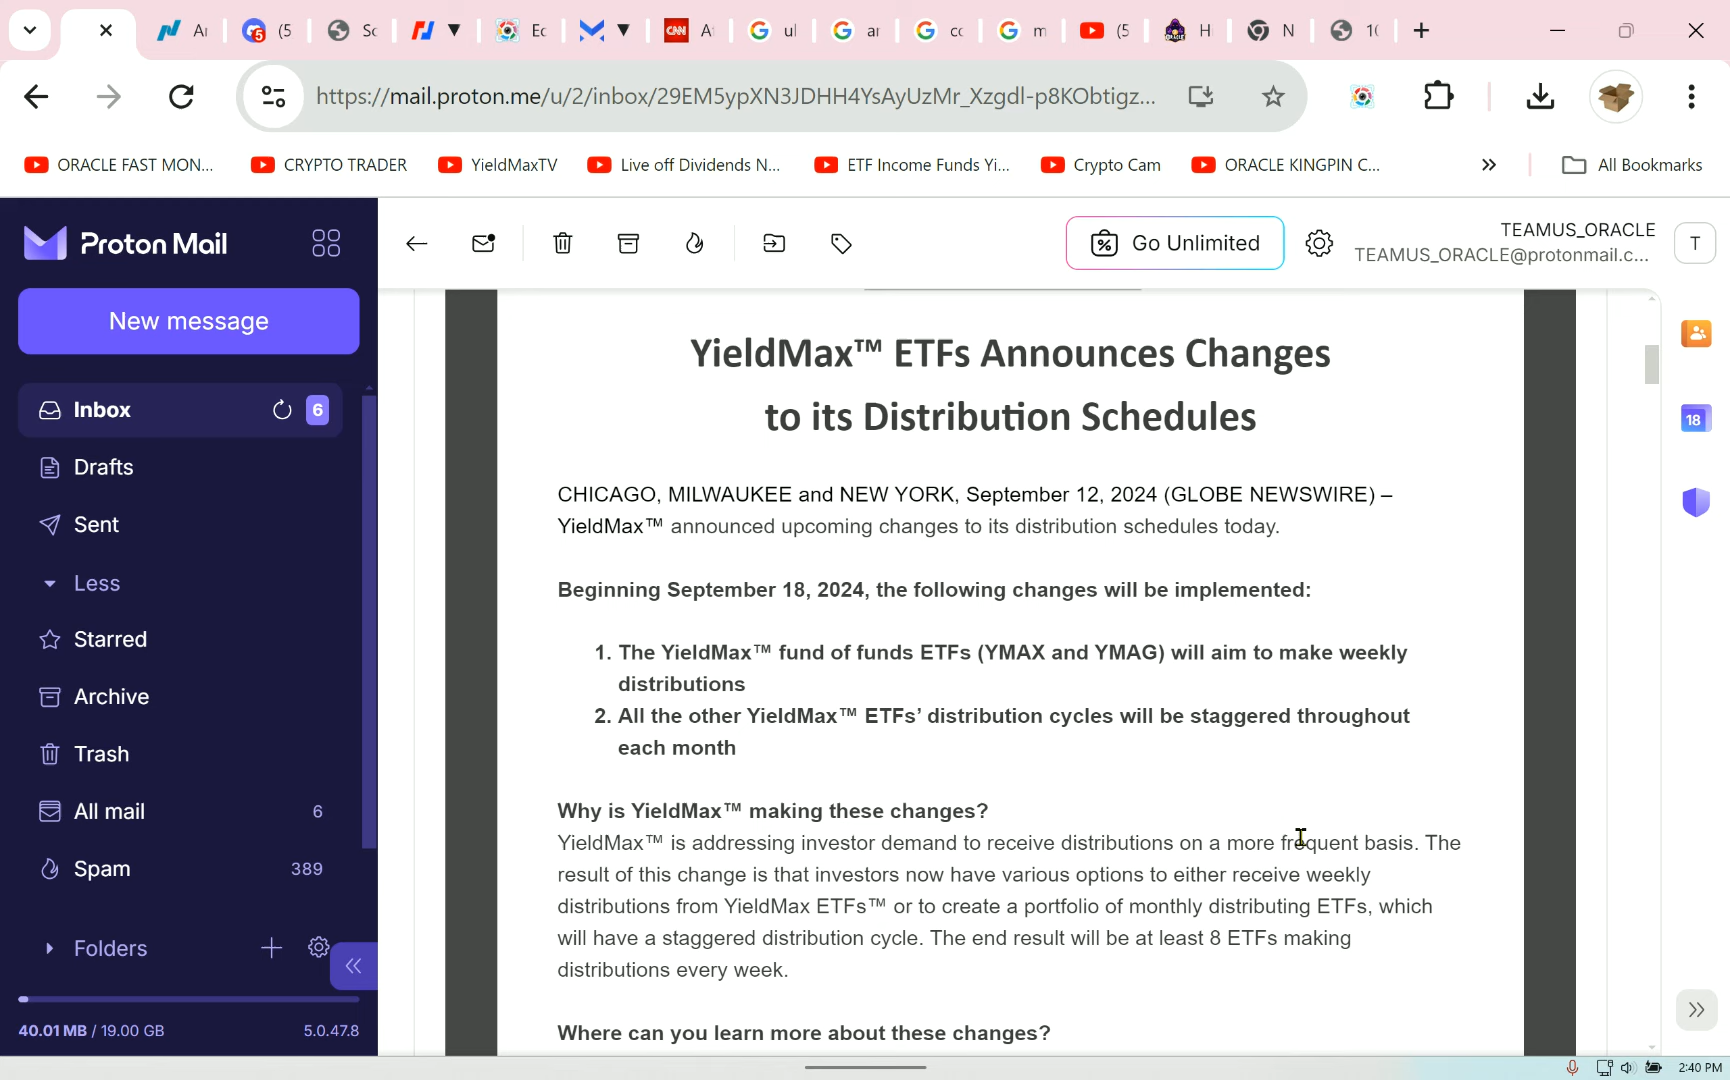 Aı
(5
Sc
▼
Ec
▼
CNN
A
ul
aı
cc
m
(5
H
N
1(
https://mail.proton.me/u/2/inbox/29EM5ypXN3JDHH4YsAyUzMr_Xzgdl-p8KObtigz...
ORACLE FAST MON...
CRYPTO TRADER
YieldMaxTV
Live off Dividends N...
ETF Income Funds Yi...
Crypto Cam
ORACLE KINGPIN C...
»
All Bookmarks
Proton Mail
Go Unlimited
TEAMUS_ORACLE
TEAMUS_ORACLE@protonmail.c...
T
New message
Inbox
6
Drafts
Sent
Less
Starred
Archive
Trash
All mail
6
Spam
389
Folders
40.01 MB / 19.00 GB
5.0.47.8
YieldMax™ ETFs Announces Changes
to its Distribution Schedules
CHICAGO, MILWAUKEE and NEW YORK, September 12, 2024 (GLOBE NEWSWIRE) –
YieldMax™ announced upcoming changes to its distribution schedules today.
Beginning September 18, 2024, the following changes will be implemented:
1. The YieldMax™ fund of funds ETFs (YMAX and YMAG) will aim to make weekly
distributions
2. All the other YieldMax™ ETFs’ distribution cycles will be staggered throughout
each month
Why is YieldMax™ making these changes?
YieldMax™ is addressing investor demand to receive distributions on a more frequent basis. The
result of this change is that investors now have various options to either receive weekly
distributions from YieldMax ETFs™ or to create a portfolio of monthly distributing ETFs, which
will have a staggered distribution cycle. The end result will be at least 8 ETFs making
distributions every week.
Where can you learn more about these changes?
18
2:40 PM